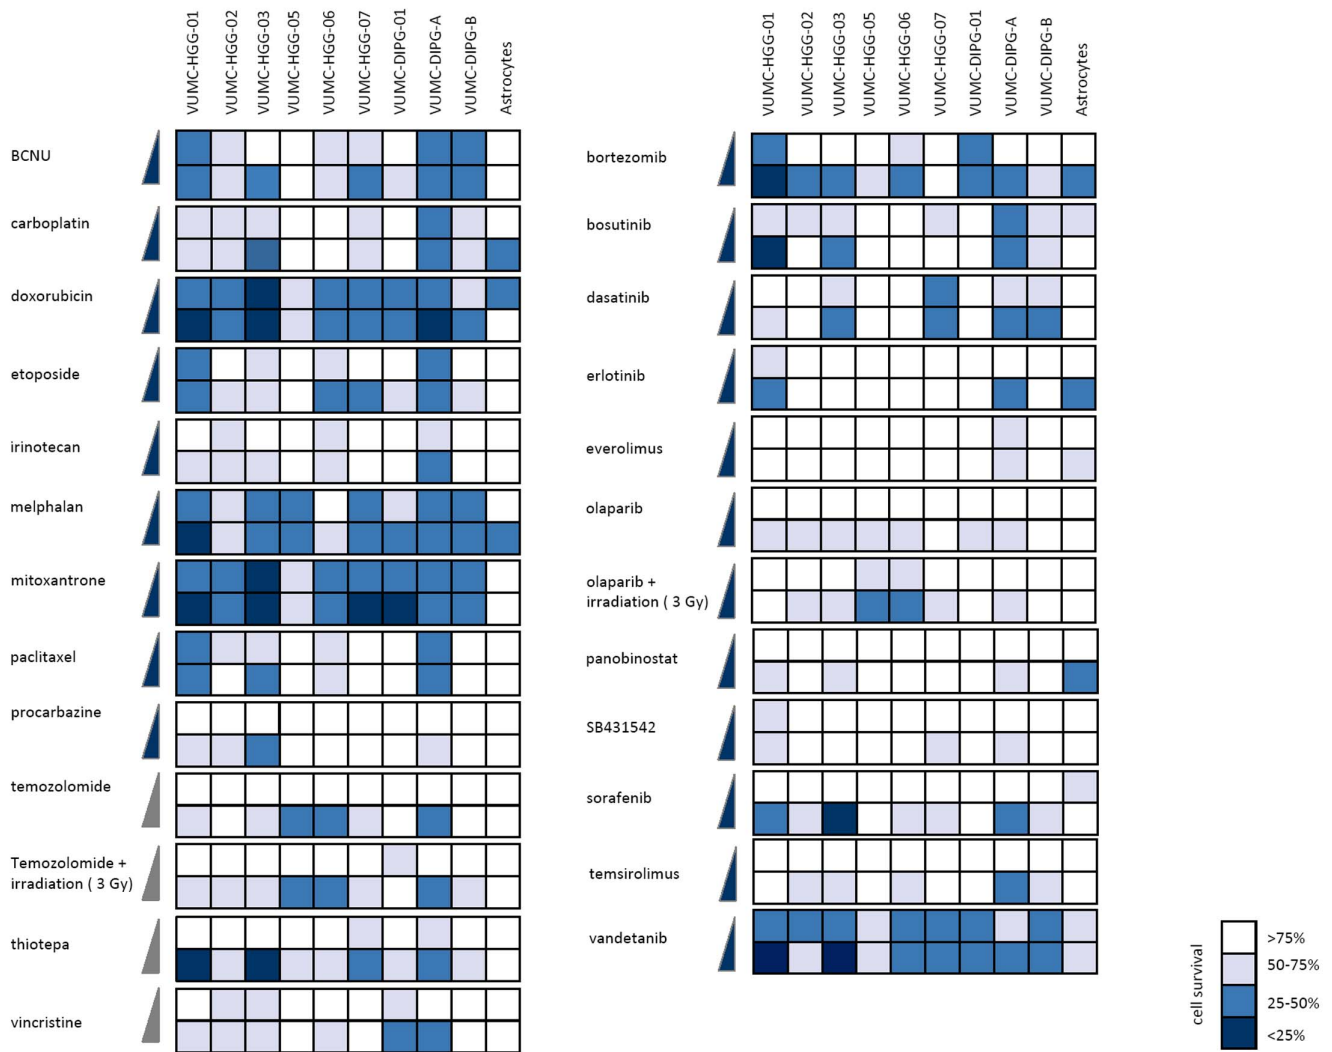 VUMC-HGG-01
VUMC-HGG-02
VUMC-HGG-03
VUMC-HGG-05
VUMC-HGG-06
VUMC-HGG-07
VUMC-DIPG-01
VUMC-DIPG-A
VUMC-DIPG-B
Astrocytes
BCNU
carboplatin
doxorubicin
etoposide
irinotecan
melphalan
mitoxantrone
paclitaxel
procarbazine
temozolomide
Temozolomide +
irradiation ( 3 Gy)
thiotepa
vincristine
VUMC-HGG-01
VUMC-HGG-02
VUMC-HGG-03
VUMC-HGG-05
VUMC-HGG-06
VUMC-HGG-07
VUMC-DIPG-01
VUMC-DIPG-A
VUMC-DIPG-B
Astrocytes
bortezomib
bosutinib
dasatinib
erlotinib
everolimus
olaparib
olaparib +
irradiation ( 3 Gy)
panobinostat
SB431542
sorafenib
temsirolimus
vandetanib
cell survival
>75%
50-75%
25-50%
<25%